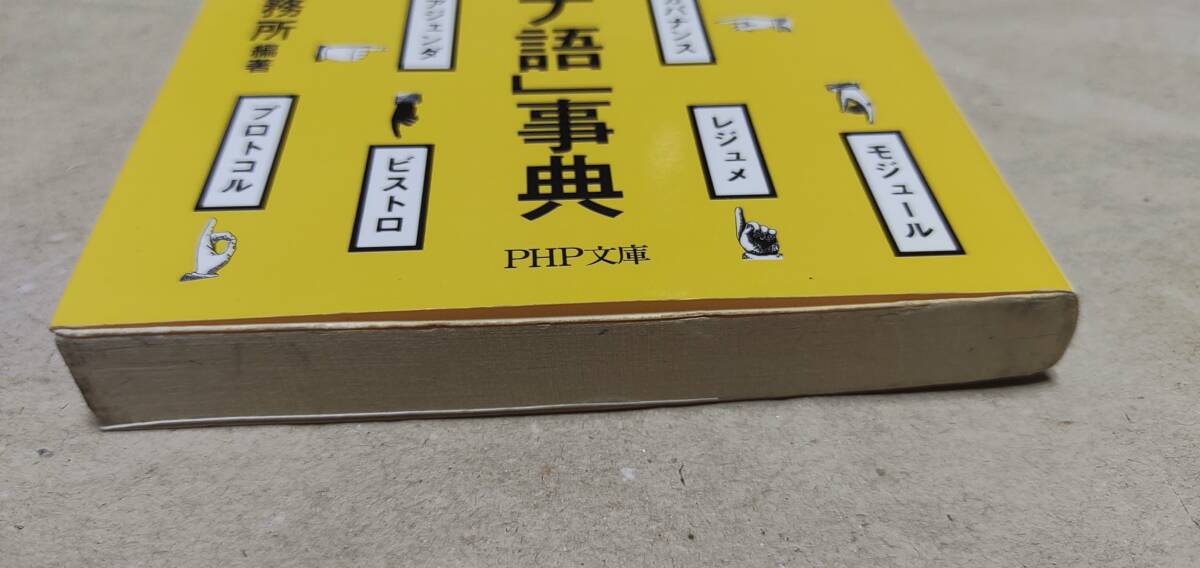 ナ語」事典
務所 編著
アジェンダ
ガバナンス
プロトコル
ビストロ
レジュメ
モジュール
PHP文庫